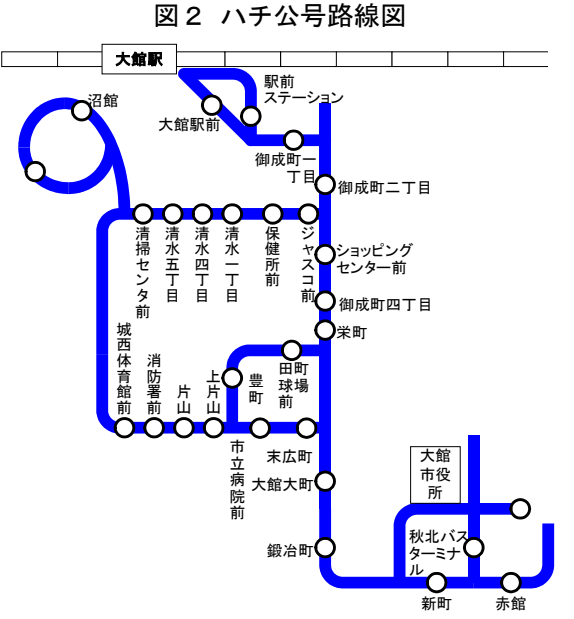 図２ ハチ公号路線図
大館駅
駅前
ステーション
沼館
大館駅前
御成町一
丁目
御成町二丁目
清掃センタ前
清水五丁目
清水四丁目
清水一丁目
保健所前
ジャスコ前
ショッピング
センター前
御成町四丁目
栄町
城西体育館前
消防署前
片山
上片山
豊町
田町
球場
前
市立病院前
末広町
大館大町
大館
市役
所
鍛冶町
秋北バス
ターミナ
ル
新町
赤館